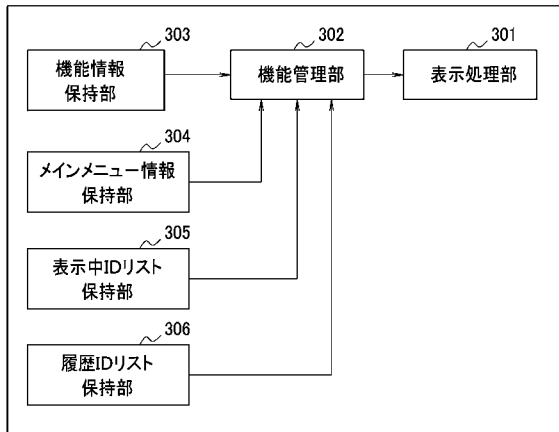 303
機能情報
保持部
302
機能管理部
301
表示処理部
304
メインメニュー情報
保持部
305
表示中IDリスト
保持部
306
履歴IDリスト
保持部